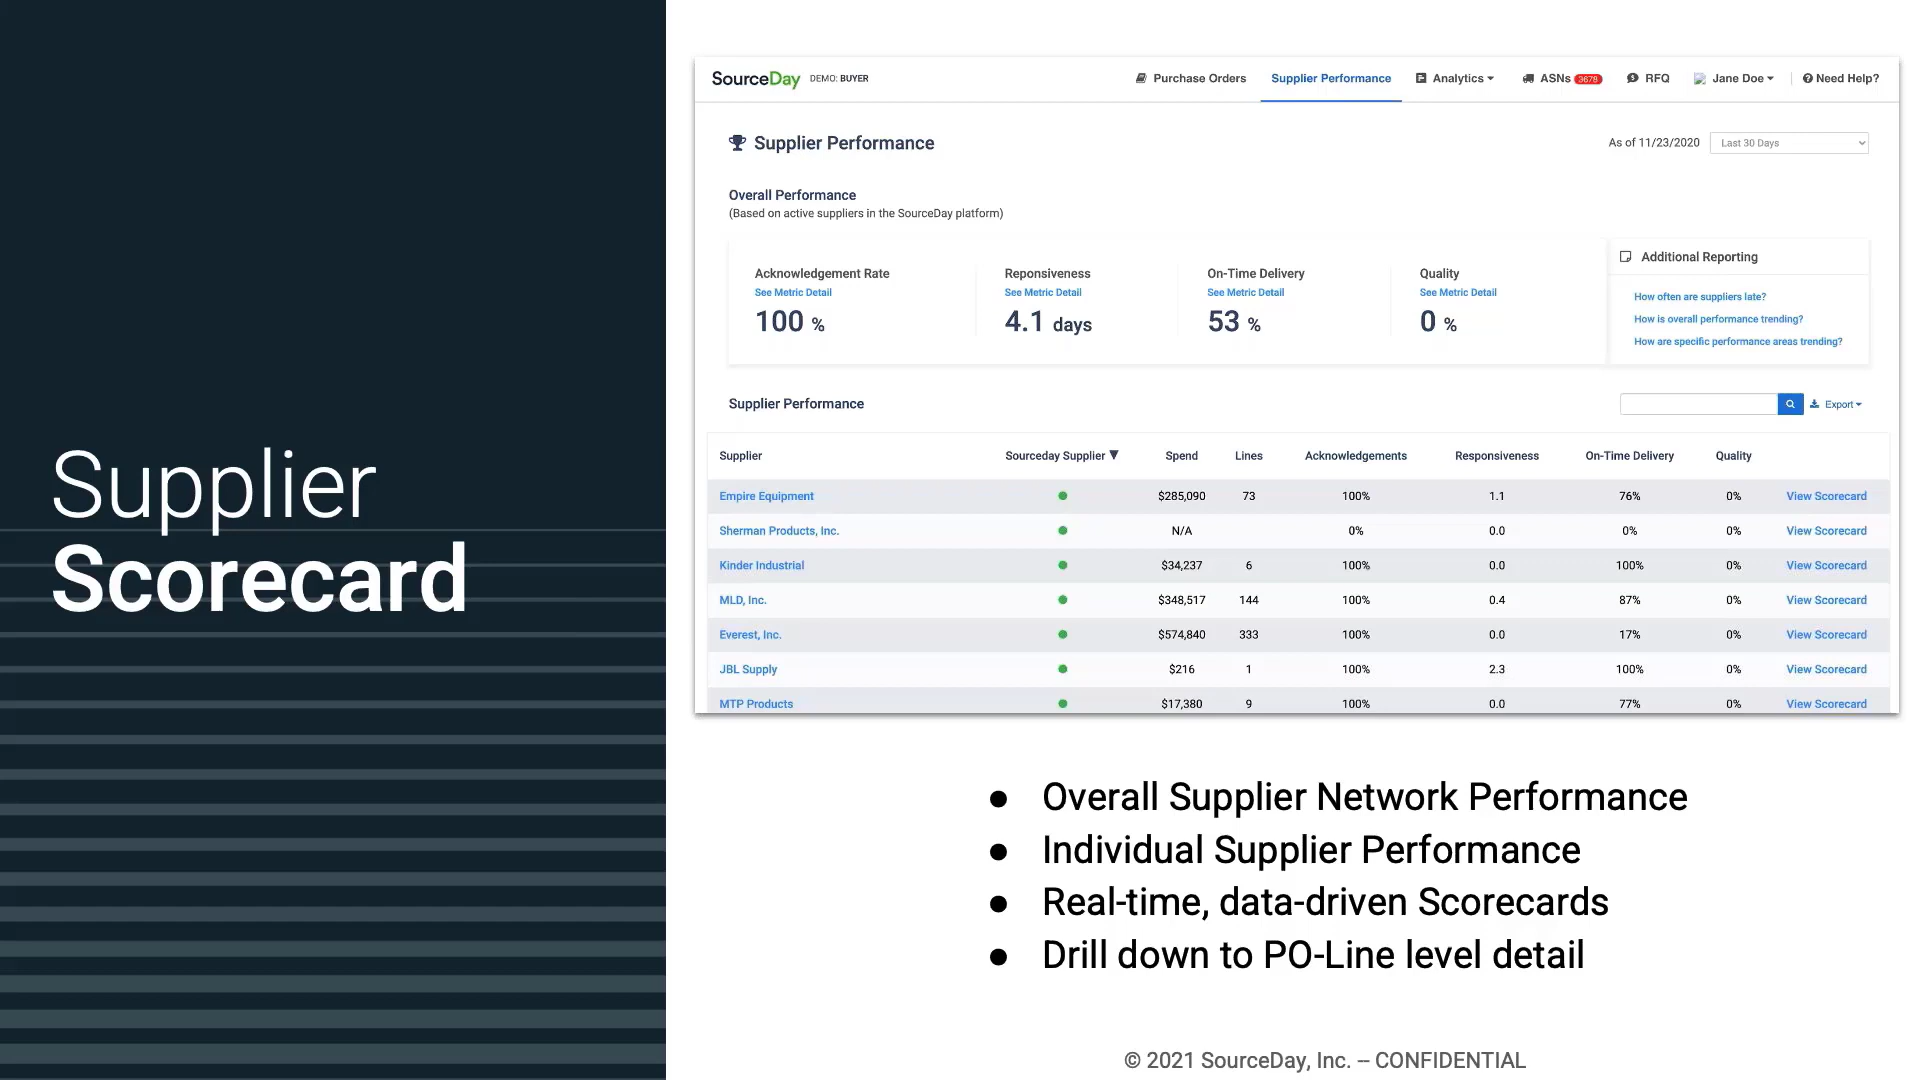 Supplier
Scorecard
SourceDay DEMO: BUYER
Purchase Orders Supplier Performance Analytics ASNs 3678 RFQ Jane Doe Need Help?
Supplier Performance
As of 11/23/2020 Last 30 Days
Overall Performance
(Based on active suppliers in the SourceDay platform)
Acknowledgement Rate Reponsiveness On-Time Delivery Quality
See Metric Detail See Metric Detail See Metric Detail See Metric Detail
100 % 4.1 days 53 % 0 %
Additional Reporting
How often are suppliers late?
How is overall performance trending?
How are specific performance areas trending?
Supplier Performance
Export
Supplier Sourceday Supplier ▼ Spend Lines Acknowledgements Responsiveness On-Time Delivery Quality
Empire Equipment $285,090 73 100% 1.1 76% 0% View Scorecard
Sherman Products, Inc. N/A 0% 0.0 0% 0% View Scorecard
Kinder Industrial $34,237 6 100% 0.0 100% 0% View Scorecard
MLD, Inc. $348,517 144 100% 0.4 87% 0% View Scorecard
Everest, Inc. $574,840 333 100% 0.0 17% 0% View Scorecard
JBL Supply $216 1 100% 2.3 100% 0% View Scorecard
MTP Products $17,380 9 100% 0.0 77% 0% View Scorecard
● Overall Supplier Network Performance
● Individual Supplier Performance
● Real-time, data-driven Scorecards
● Drill down to PO-Line level detail
© 2021 SourceDay, Inc. -- CONFIDENTIAL